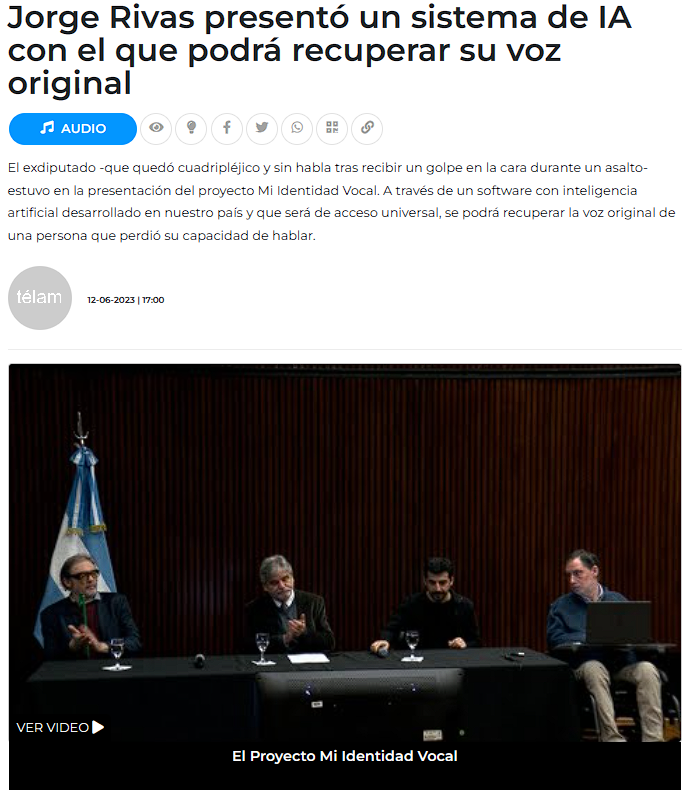 Jorge Rivas presentó un sistema de IA
con el que podrá recuperar su voz
original
AUDIO
El exdiputado -que quedó cuadripléjico y sin habla tras recibir un golpe en la cara durante un asalto-
estuvo en la presentación del proyecto Mi Identidad Vocal. A través de un software con inteligencia
artificial desarrollado en nuestro país y que será de acceso universal, se podrá recuperar la voz original de
una persona que perdió su capacidad de hablar.
télam
12-06-2023 | 17:00
VER VIDEO
El Proyecto Mi Identidad Vocal